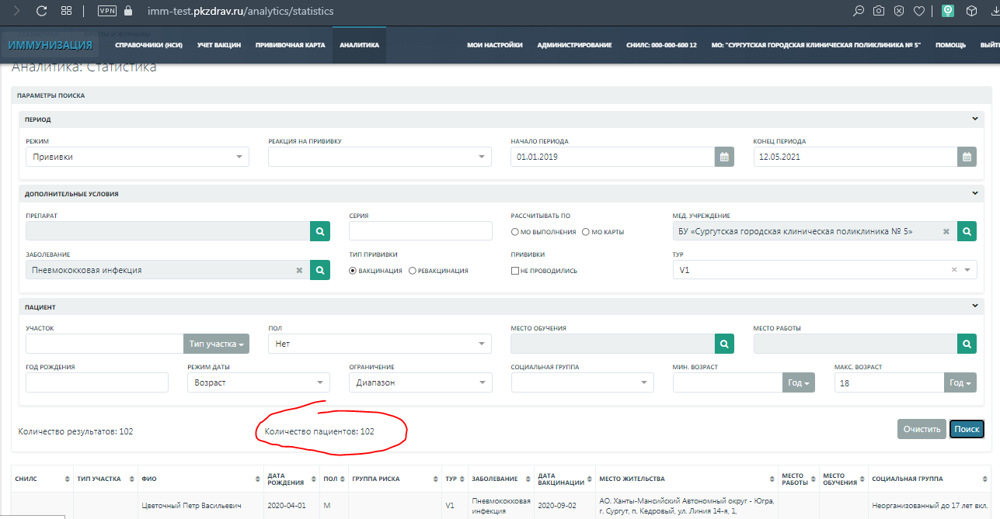 VPN imm-test.pkzdrav.ru/analytics/statistics
ИММУНИЗАЦИЯ СПРАВОЧНИКИ (НСИ) УЧЕТ ВАКЦИН ПРИВИВОЧНАЯ КАРТА АНАЛИТИКА МОИ НАСТРОЙКИ АДМИНИСТРИРОВАНИЕ СНИЛС: 000-000-600 12 МО: "СУРГУТСКАЯ ГОРОДСКАЯ КЛИНИЧЕСКАЯ ПОЛИКЛИНИКА № 5" ПОМОЩЬ ВЫЙТИ
Аналитика: Статистика
ПАРАМЕТРЫ ПОИСКА
ПЕРИОД
РЕЖИМ РЕАКЦИЯ НА ПРИВИВКУ НАЧАЛО ПЕРИОДА КОНЕЦ ПЕРИОДА
Прививки 01.01.2019 12.05.2021
ДОПОЛНИТЕЛЬНЫЕ УСЛОВИЯ
ПРЕПАРАТ СЕРИЯ РАССЧИТЫВАТЬ ПО МЕД. УЧРЕЖДЕНИЕ
МО ВЫПОЛНЕНИЯ МО КАРТЫ БУ «Сургутская городская клиническая поликлиника № 5»
ЗАБОЛЕВАНИЕ ТИП ПРИВИВКИ ПРИВИВКИ ТУР
Пневмококковая инфекция ВАКЦИНАЦИЯ РЕВАКЦИНАЦИЯ НЕ ПРОВОДИЛИСЬ V1
ПАЦИЕНТ
УЧАСТОК ПОЛ МЕСТО ОБУЧЕНИЯ МЕСТО РАБОТЫ
Тип участка Нет
ГОД РОЖДЕНИЯ РЕЖИМ ДАТЫ ОГРАНИЧЕНИЕ СОЦИАЛЬНАЯ ГРУППА МИН. ВОЗРАСТ МАКС. ВОЗРАСТ
Возраст Диапазон Год 18 Год
Количество результатов: 102 Количество пациентов: 102 Очистить Поиск
СНИЛС ТИП УЧАСТКА ФИО ДАТА РОЖДЕНИЯ ПОЛ ГРУППА РИСКА ТУР ЗАБОЛЕВАНИЕ ДАТА ВАКЦИНАЦИИ МЕСТО ЖИТЕЛЬСТВА МЕСТО РАБОТЫ МЕСТО ОБУЧЕНИЯ СОЦИАЛЬНАЯ ГРУППА
Цветочный Петр Васильевич 2020-04-01 М V1 Пневмококковая инфекция 2020-09-02 АО. Ханты-Мансийский Автономный округ - Югра, г. Сургут, п. Кедровый, ул. Линия 14-я, 1, Неорганизованный до 17 лет вкл.